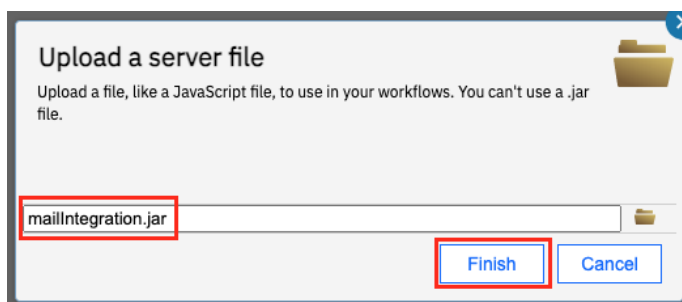 Upload a server file
Upload a file, like a JavaScript file, to use in your workflows. You can't use a .jar
file.
mailIntegration.jar
Finish
Cancel